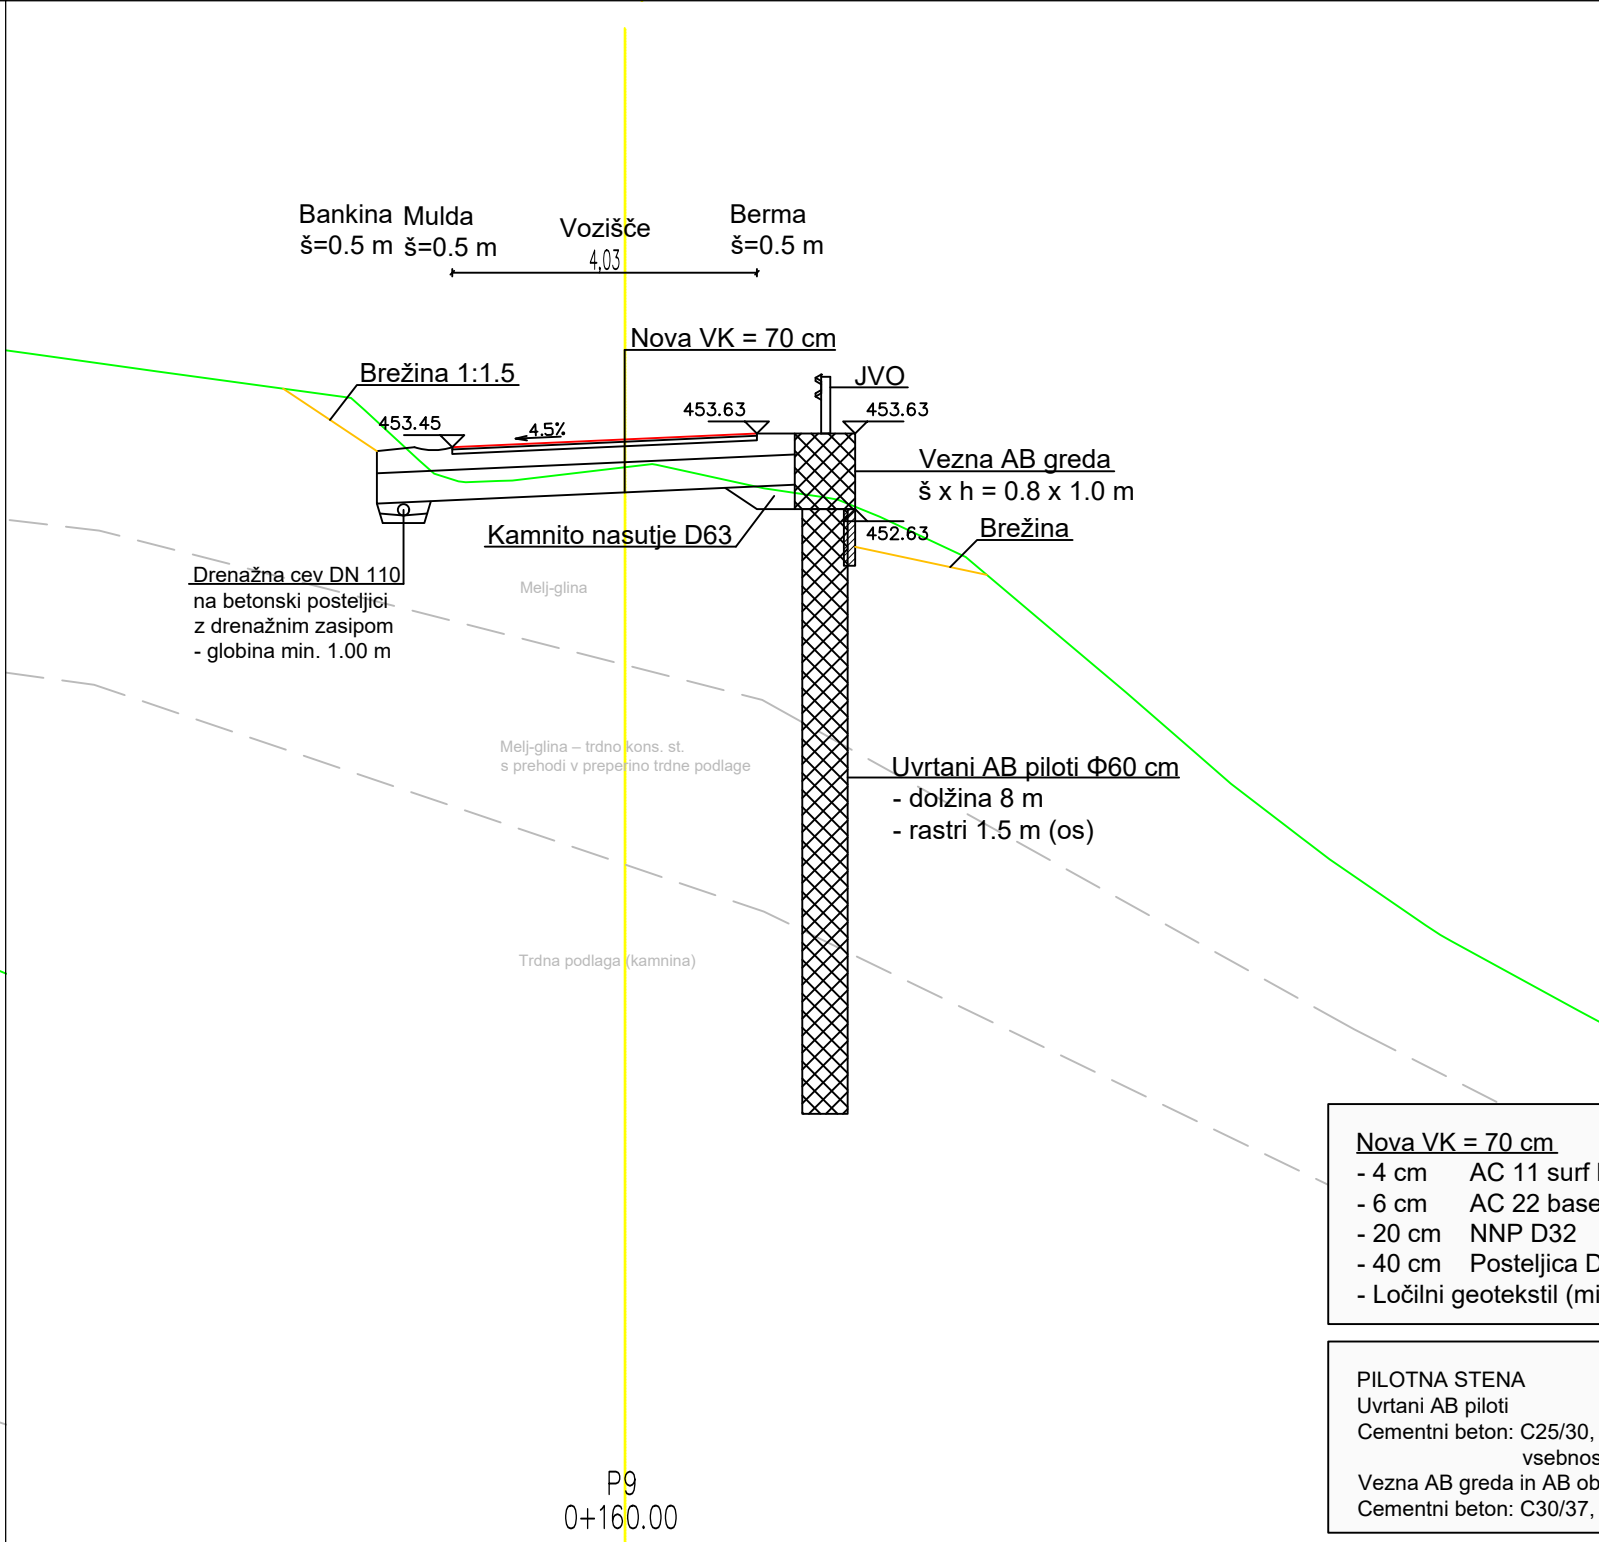 Bankina
š=0.5 m
Mulda
š=0.5 m
Vozišče
4,03
Berma
š=0.5 m
Nova VK = 70 cm
Brežina 1:1.5
JVO
453.45
4.5%
453.63
453.63
Vezna AB greda
š x h = 0.8 x 1.0 m
Kamnito nasutje D63
452.63
Brežina
Drenažna cev DN 110
na betonski posteljici
z drenažnim zasipom
- globina min. 1.00 m
Melj-glina
Melj-glina – trdno kons. st.
s prehodi v preperino trdne podlage
Uvrtani AB piloti Φ60 cm
- dolžina 8 m
- rastri 1.5 m (os)
Trdna podlaga (kamnina)
Nova VK = 70 cm
- 4 cm AC 11 surf
- 6 cm AC 22 base
- 20 cm NNP D32
- 40 cm Posteljica D
- Ločilni geotekstil (mi
PILOTNA STENA
Uvrtani AB piloti
Cementni beton: C25/30,
vsebnos
Vezna AB greda in AB ob
Cementni beton: C30/37,
P9
0+160.00